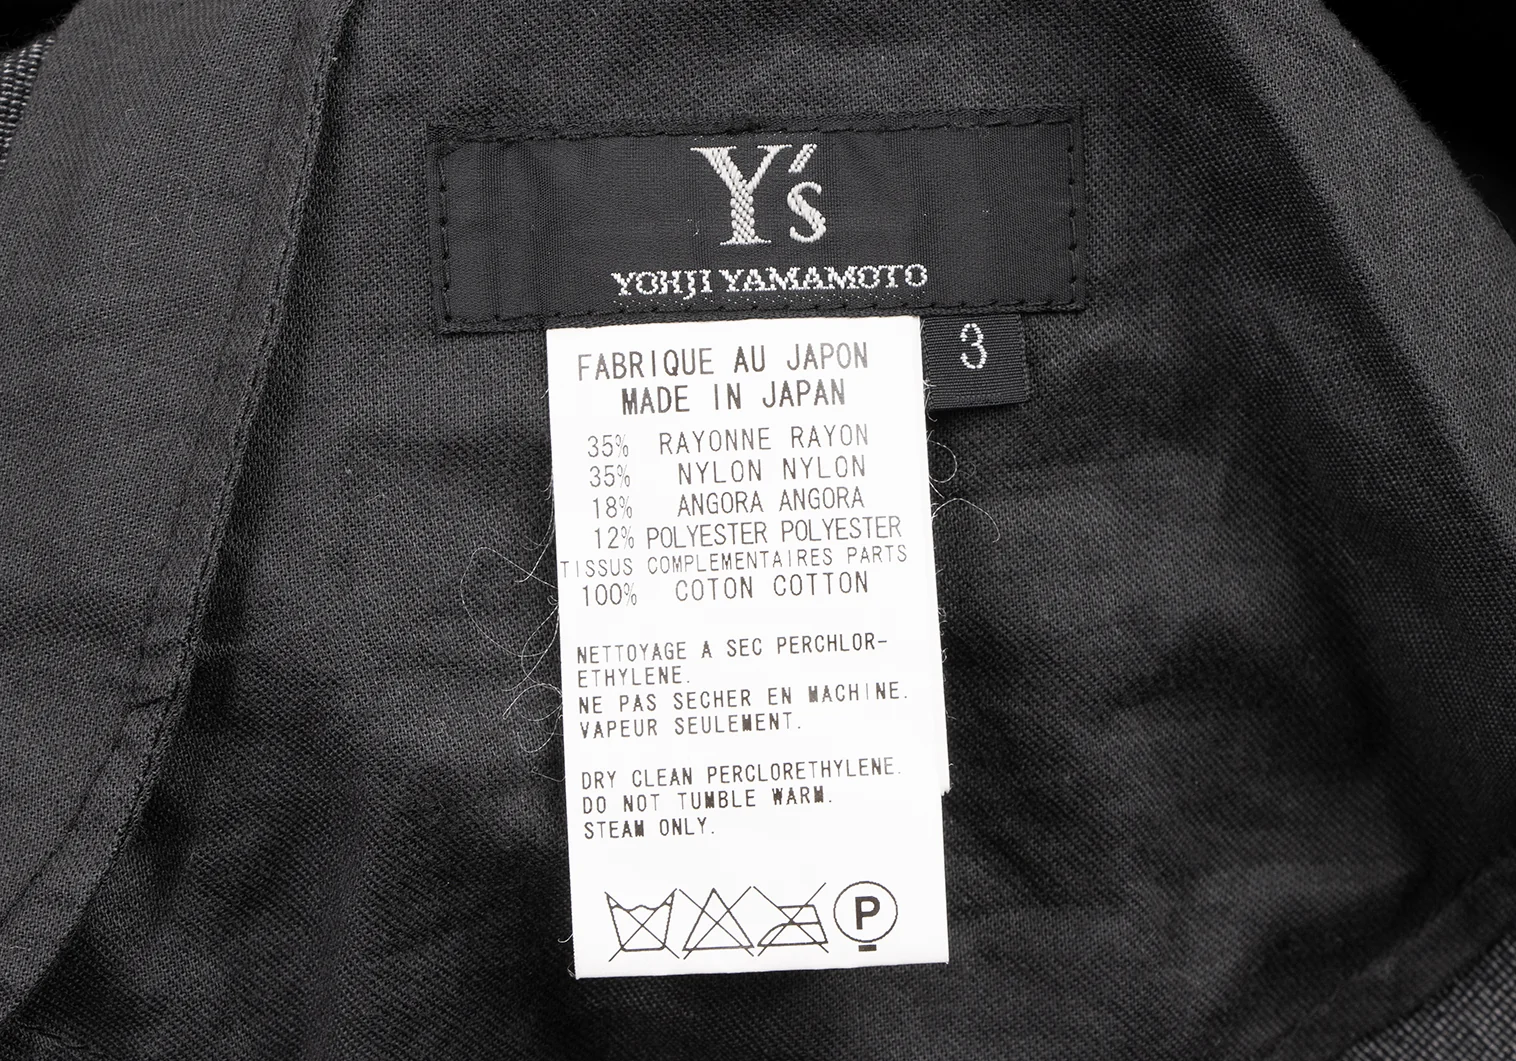 Y's
YOHJI YAMAMOTO
3
FABRIQUE AU JAPON
MADE IN JAPAN
35% RAYONNE RAYON
35% NYLON NYLON
18% ANGORA ANGORA
12% POLYESTER POLYESTER
TISSUS COMPLEMENTAIRES PARTS
100% COTON COTTON
NETTOYAGE A SEC PERCHLOR-
ETHYLENE.
NE PAS SECHER EN MACHINE.
VAPEUR SEULEMENT.
DRY CLEAN PERCLORETHYLENE.
DO NOT TUMBLE WARM.
STEAM ONLY.
P